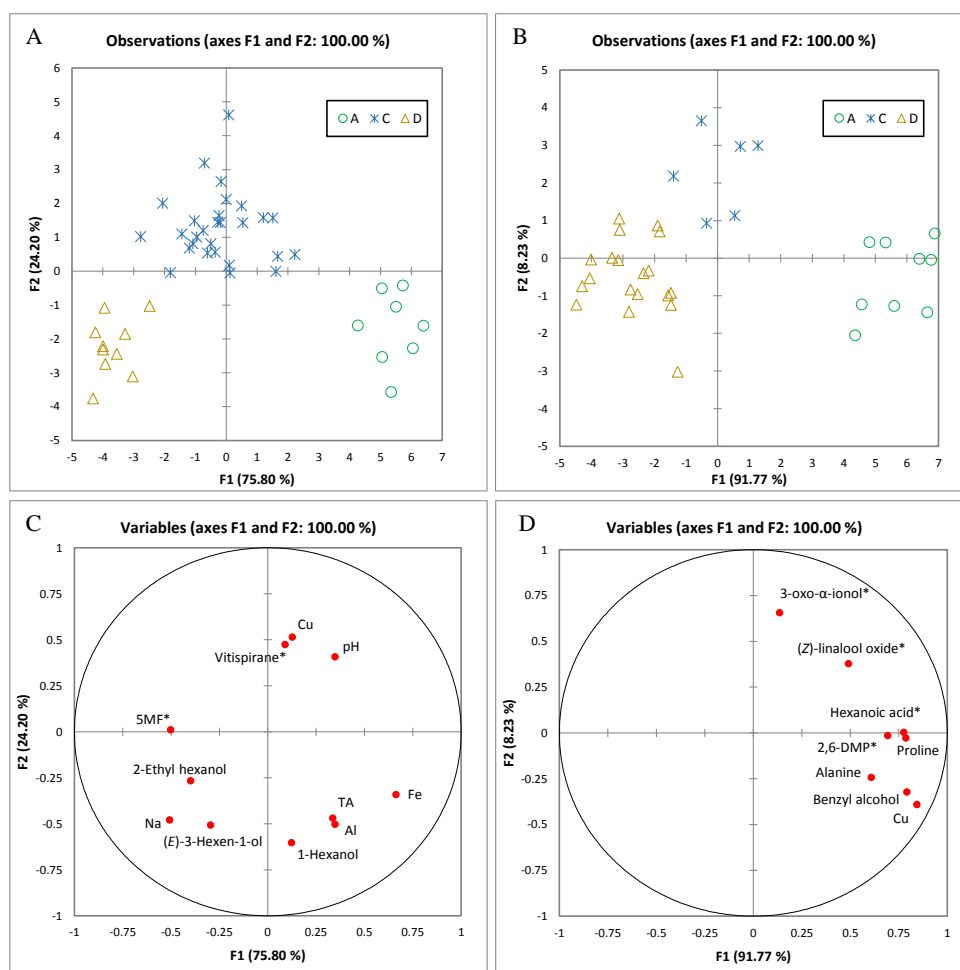 A
Observations (axes F1 and F2: 100.00 %)
6
5
4
3
2
1
0
-1
-2
-3
-4
-5
F2 (24.20 %)
A C D
-5 -4 -3 -2 -1 0 1 2 3 4 5 6 7
F1 (75.80 %)
B
Observations (axes F1 and F2: 100.00 %)
5
4
3
2
1
0
-1
-2
-3
-4
-5
F2 (8.23 %)
A C D
-5 -4 -3 -2 -1 0 1 2 3 4 5 6 7
F1 (91.77 %)
C
Variables (axes F1 and F2: 100.00 %)
1
0.75
0.5
0.25
0
-0.25
-0.5
-0.75
-1
F2 (24.20 %)
Cu
Vitispirane*
pH
5MF*
2-Ethyl hexanol
Fe
TA
Na
Al
(E)-3-Hexen-1-ol
1-Hexanol
-1 -0.75 -0.5 -0.25 0 0.25 0.5 0.75 1
F1 (75.80 %)
D
Variables (axes F1 and F2: 100.00 %)
1
0.75
0.5
0.25
0
-0.25
-0.5
-0.75
-1
F2 (8.23 %)
3-oxo-α-ionol*
(Z)-linalool oxide*
Hexanoic acid*
2,6-DMP*
Proline
Alanine
Benzyl alcohol
Cu
-1 -0.75 -0.5 -0.25 0 0.25 0.5 0.75 1
F1 (91.77 %)